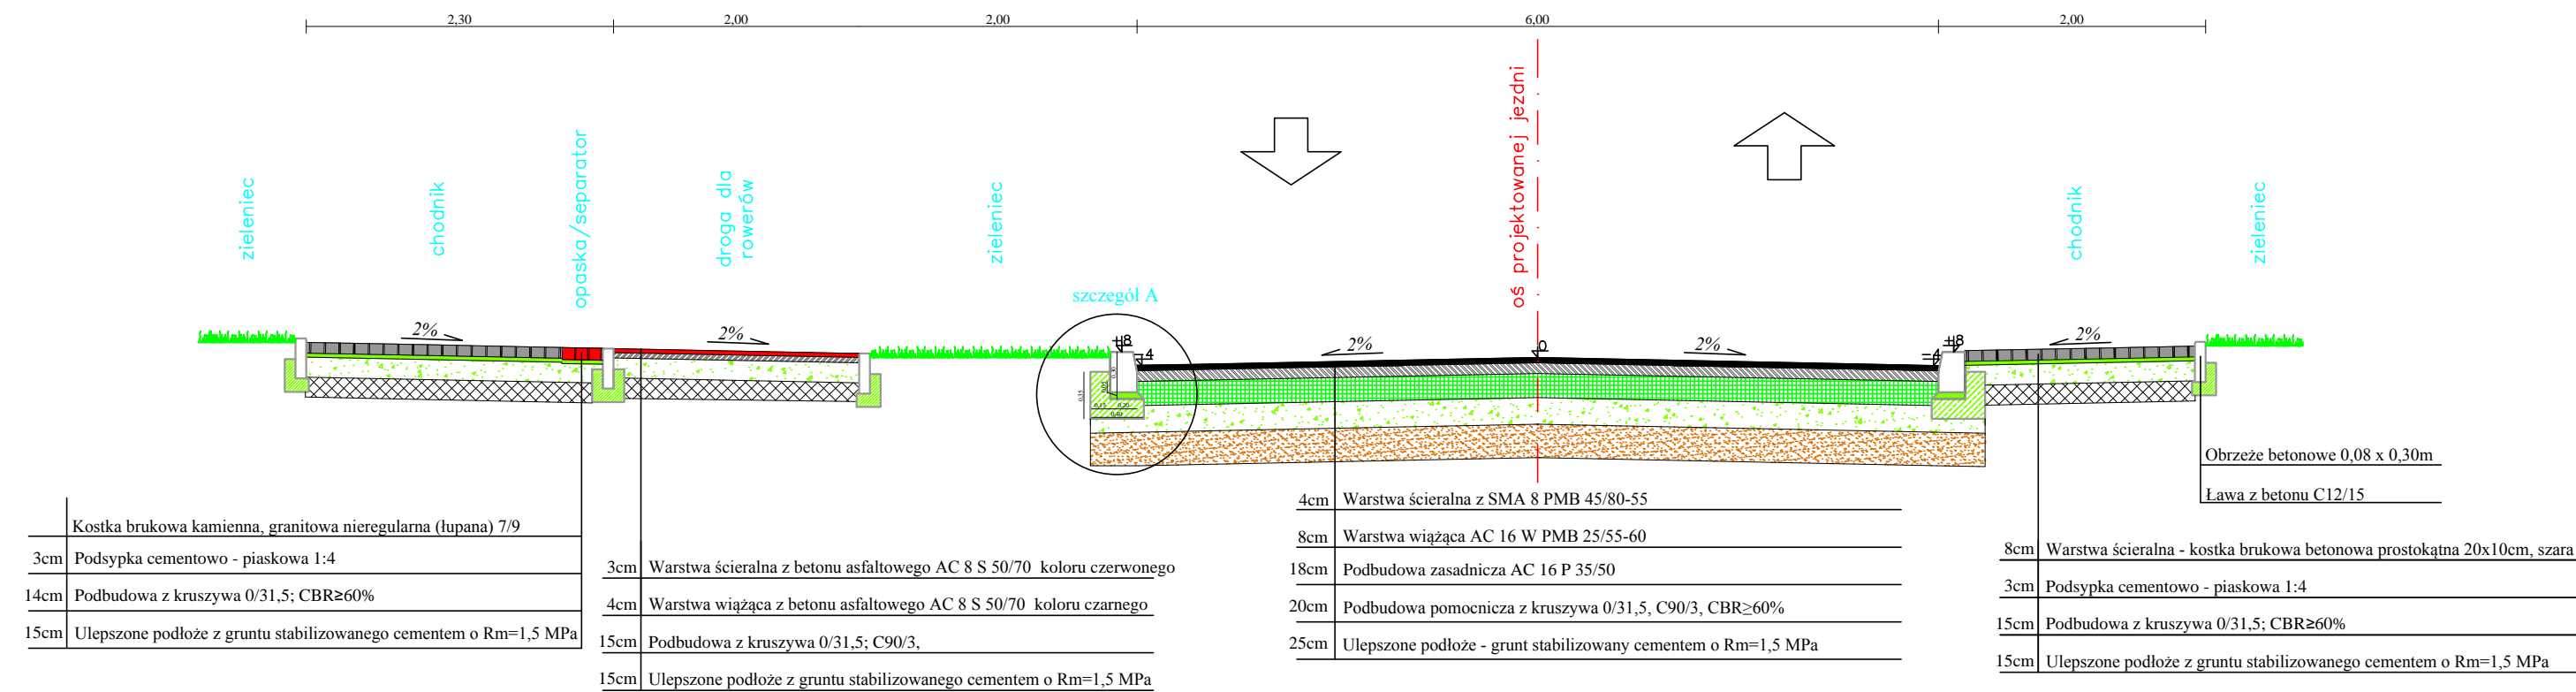 2,30 2,00 2,00 6,00 2,00
zieleniec
chodnik
opaska/separator
droga dla
rowerów
zieleniec
oś projektowanej jezdni
chodnik
zieleniec
szczegół A
2% 2% 2% 2% 2%
+8 -4 0 -4 +8
Kostka brukowa kamienna, granitowa nieregularna (łupana) 7/9
3cm Podsypka cementowo - piaskowa 1:4
14cm Podbudowa z kruszywa 0/31,5; CBR≥60%
15cm Ulepszone podłoże z gruntu stabilizowanego cementem o Rm=1,5 MPa
3cm Warstwa ścieralna z betonu asfaltowego AC 8 S 50/70 koloru czerwonego
4cm Warstwa wiążąca z betonu asfaltowego AC 8 S 50/70 koloru czarnego
15cm Podbudowa z kruszywa 0/31,5; C90/3,
15cm Ulepszone podłoże z gruntu stabilizowanego cementem o Rm=1,5 MPa
4cm Warstwa ścieralna z SMA 8 PMB 45/80-55
8cm Warstwa wiążąca AC 16 W PMB 25/55-60
18cm Podbudowa zasadnicza AC 16 P 35/50
20cm Podbudowa pomocnicza z kruszywa 0/31,5, C90/3, CBR≥60%
25cm Ulepszone podłoże - grunt stabilizowany cementem o Rm=1,5 MPa
Obrzeże betonowe 0,08 x 0,30m
Ława z betonu C12/15
8cm Warstwa ścieralna - kostka brukowa betonowa prostokątna 20x10cm, szara
3cm Podsypka cementowo - piaskowa 1:4
15cm Podbudowa z kruszywa 0/31,5; CBR≥60%
15cm Ulepszone podłoże z gruntu stabilizowanego cementem o Rm=1,5 MPa